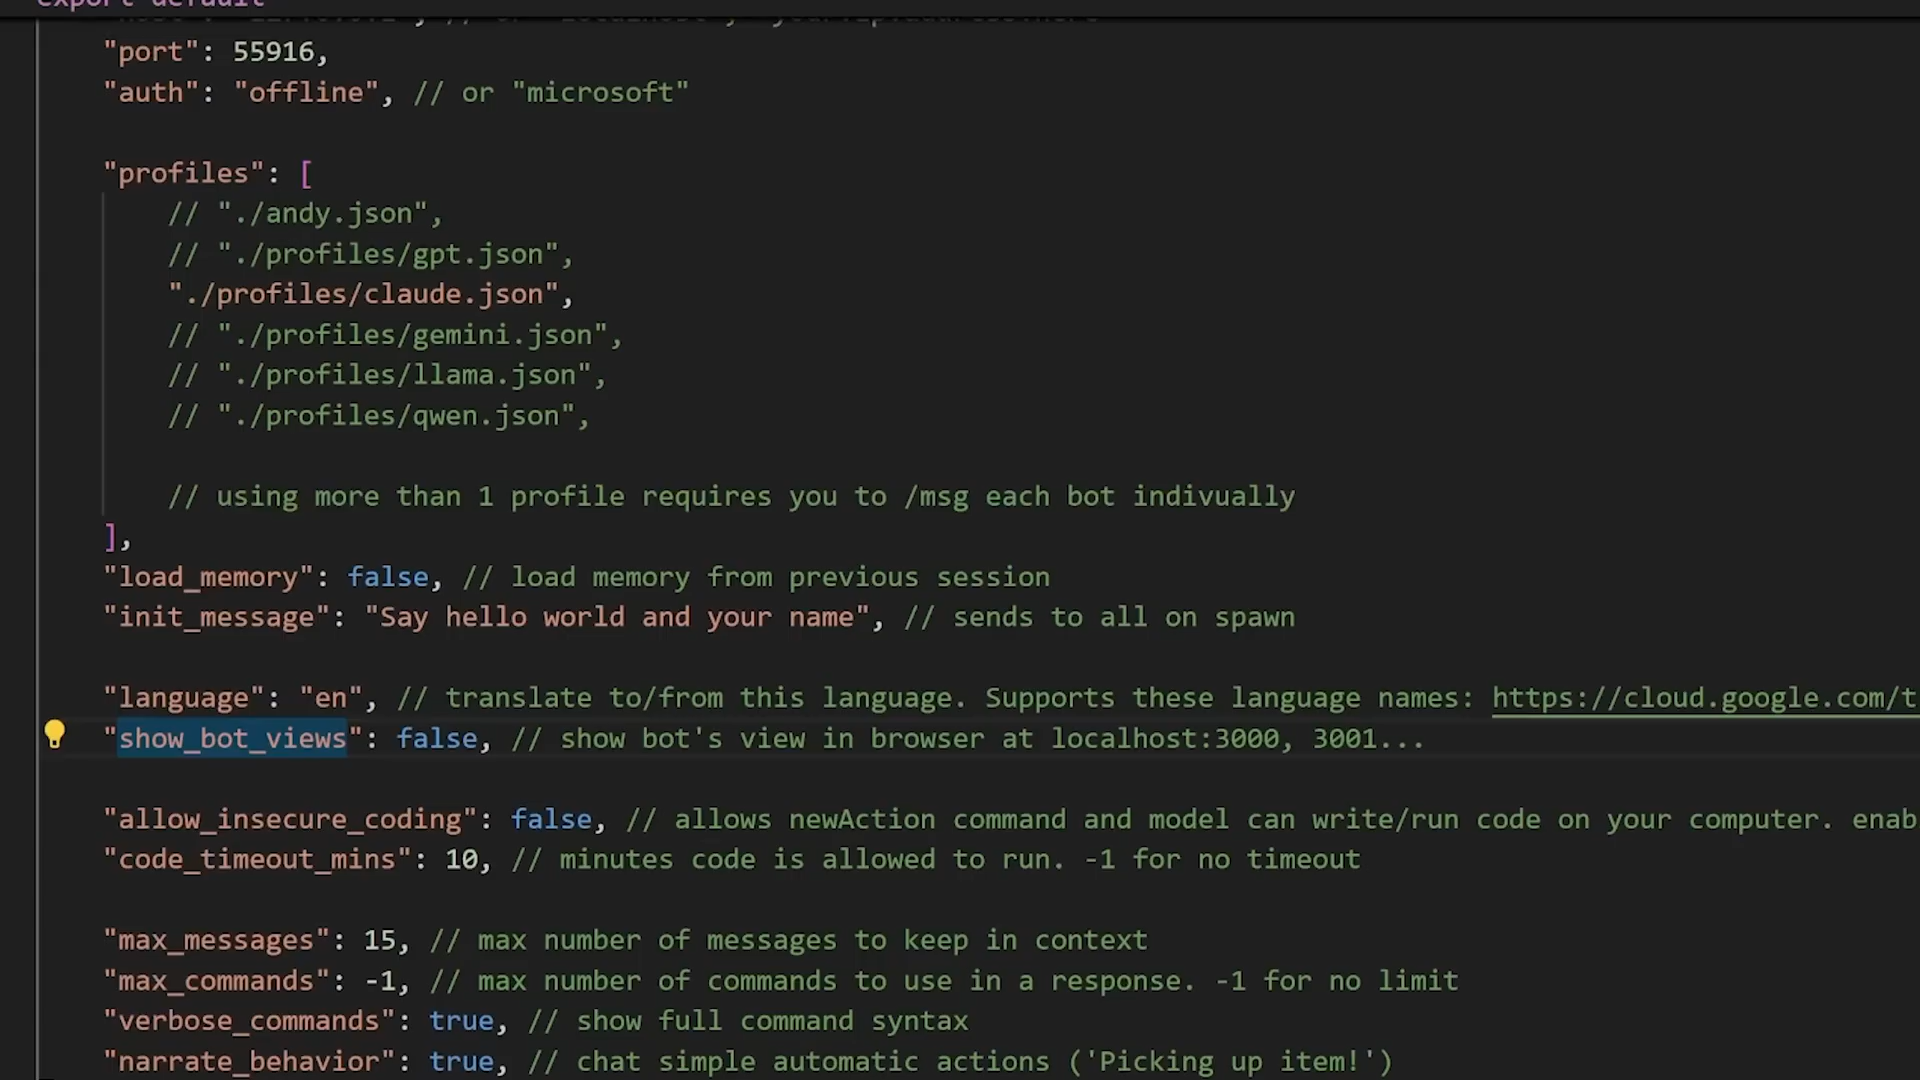 export default
"port": 55916,
"auth": "offline", // or "microsoft"
"profiles": [
// "./andy.json",
// "./profiles/gpt.json",
"./profiles/claude.json",
// "./profiles/gemini.json",
// "./profiles/llama.json",
// "./profiles/qwen.json",
// using more than 1 profile requires you to /msg each bot indivually
],
"load_memory": false, // load memory from previous session
"init_message": "Say hello world and your name", // sends to all on spawn
"language": "en", // translate to/from this language. Supports these language names: https://cloud.google.com/t
"show_bot_views": false, // show bot's view in browser at localhost:3000, 3001...
"allow_insecure_coding": false, // allows newAction command and model can write/run code on your computer. enab
"code_timeout_mins": 10, // minutes code is allowed to run. -1 for no timeout
"max_messages": 15, // max number of messages to keep in context
"max_commands": -1, // max number of commands to use in a response. -1 for no limit
"verbose_commands": true, // show full command syntax
"narrate_behavior": true, // chat simple automatic actions ('Picking up item!')